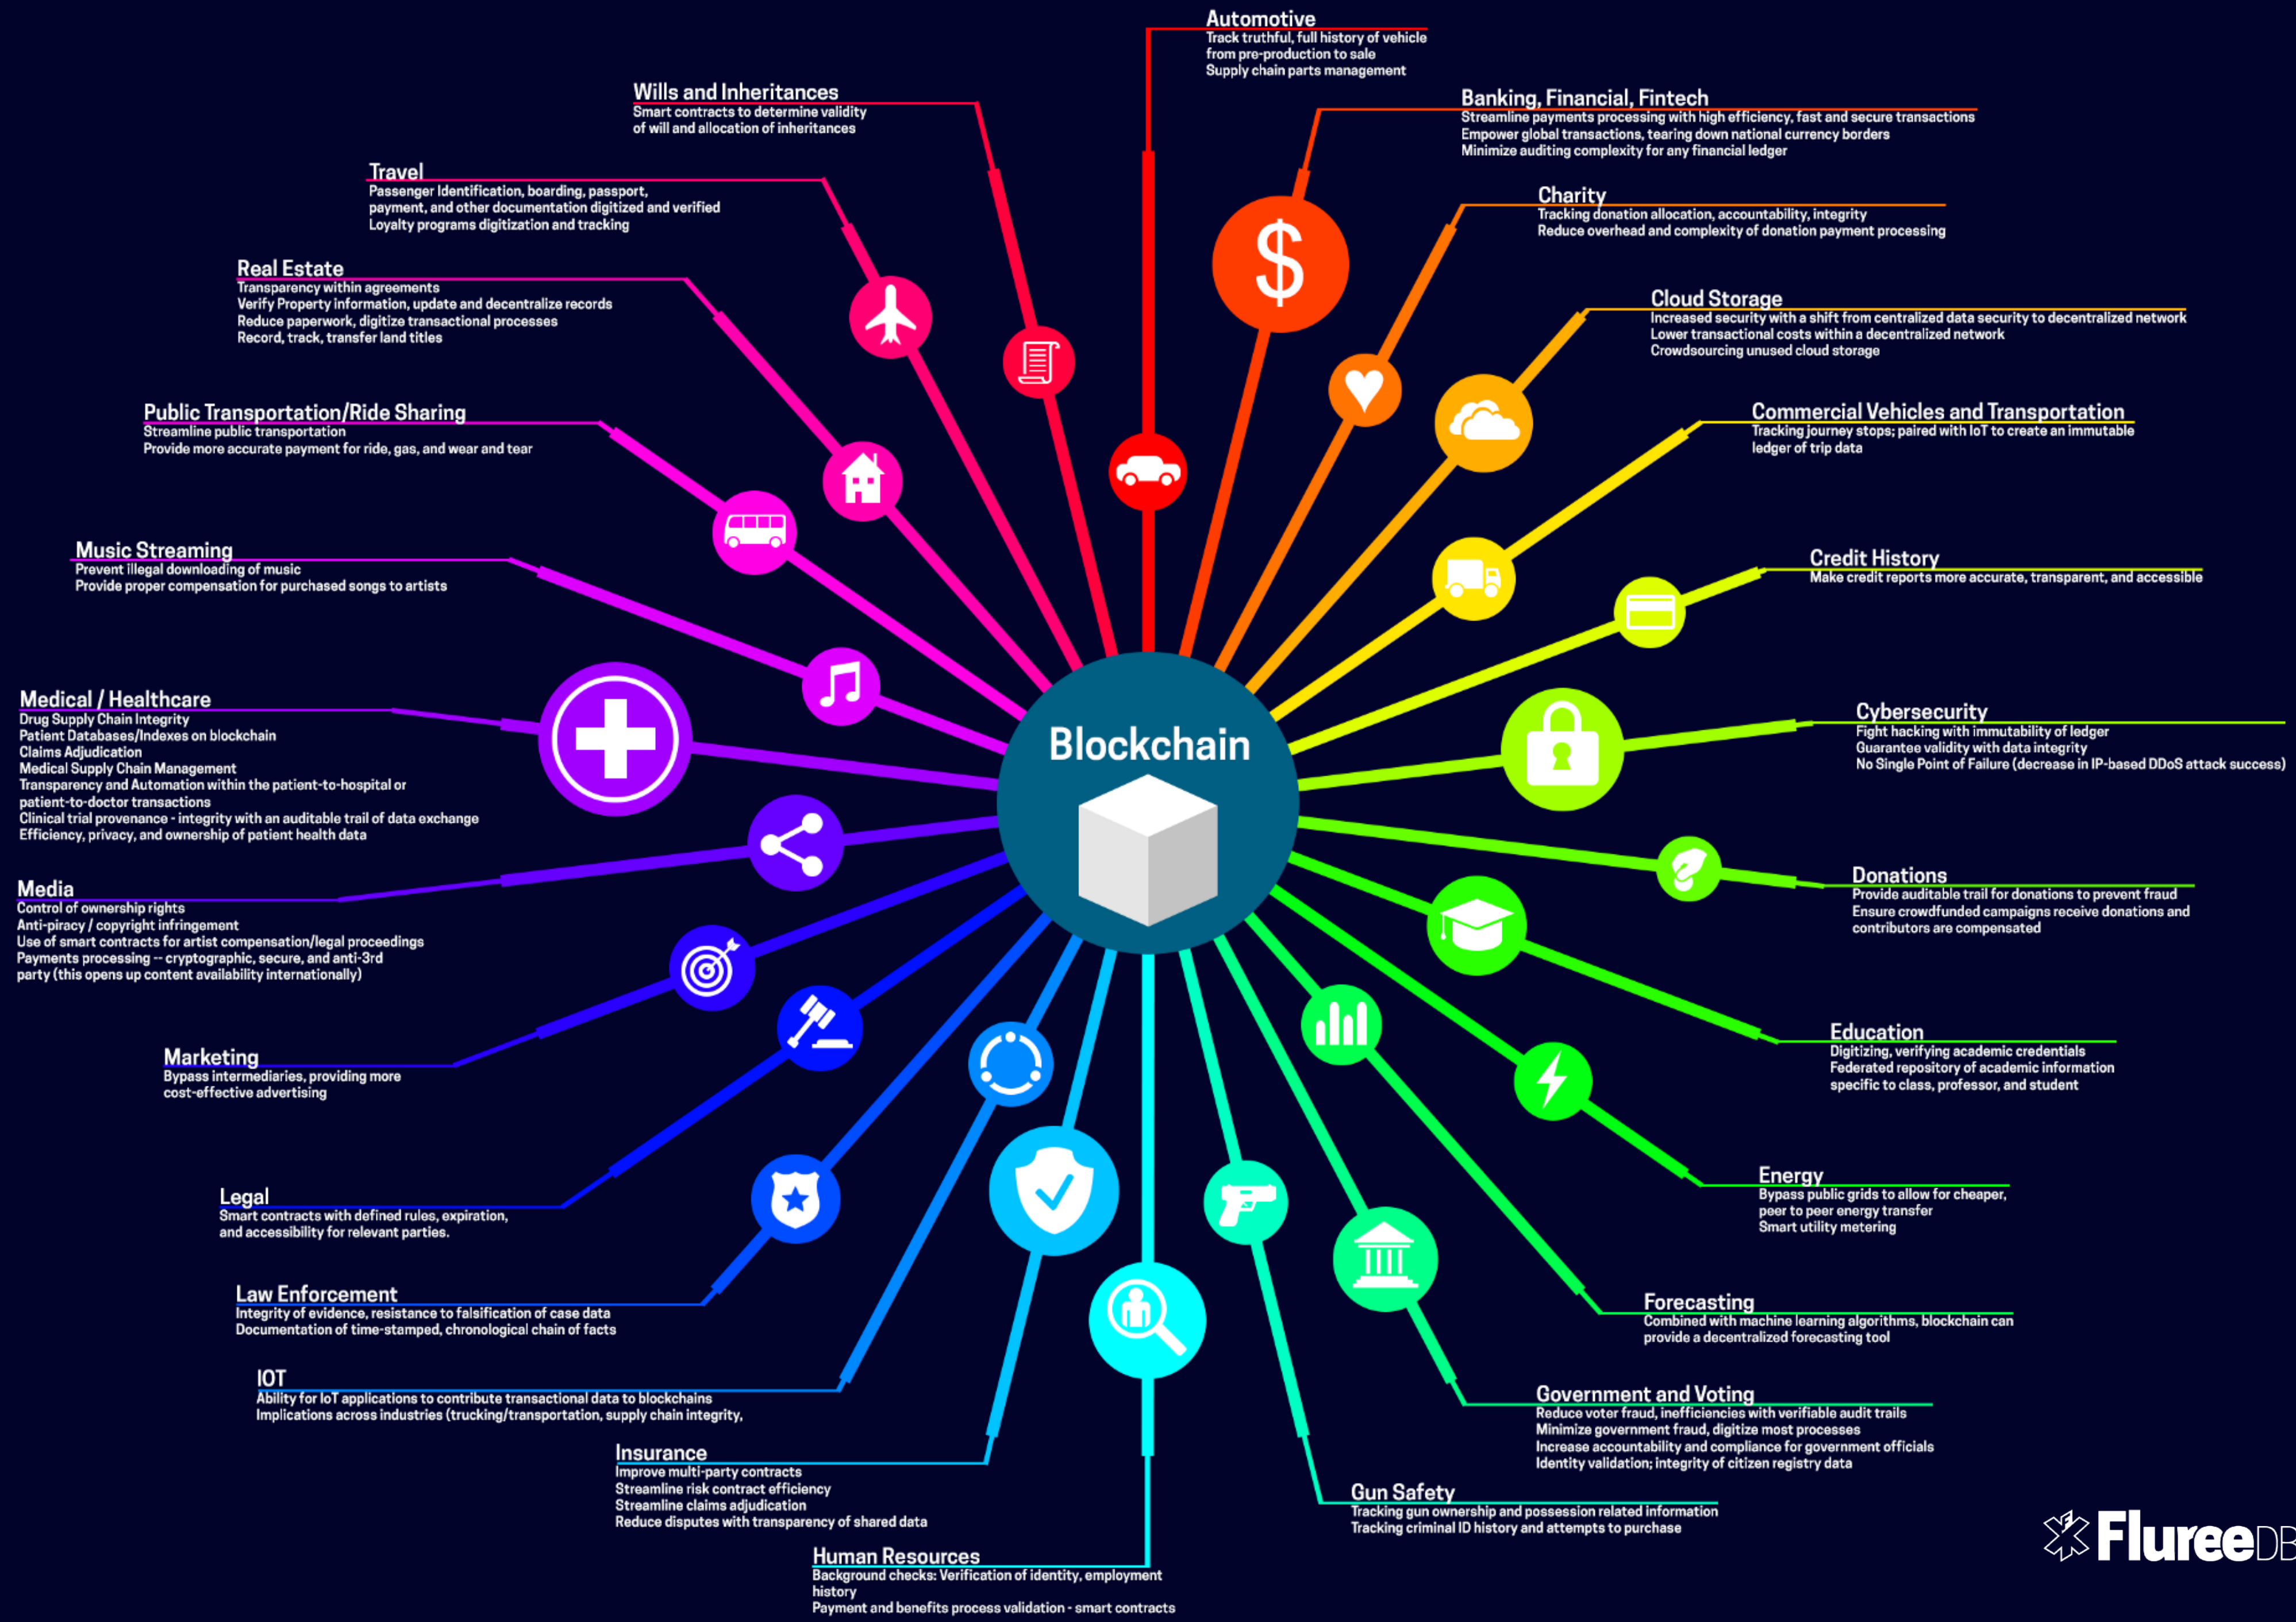 Automotive
Track truthful, full history of vehicle
from pre-production to sale
Supply chain parts management
Banking, Financial, Fintech
Streamline payments processing with high efficiency, fast and secure transactions
Empower global transactions, tearing down national currency borders
Minimize auditing complexity for any financial ledger
Charity
Tracking donation allocation, accountability, integrity
Reduce overhead and complexity of donation payment processing
Cloud Storage
Increased security with a shift from centralized data security to decentralized network
Lower transactional costs within a decentralized network
Crowdsourcing unused cloud storage
Commercial Vehicles and Transportation
Tracking journey stops; paired with IoT to create an immutable
ledger of trip data
Credit History
Make credit reports more accurate, transparent, and accessible
Cybersecurity
Fight hacking with immutability of ledger
Guarantee validity with data integrity
No Single Point of Failure (decrease in IP-based DDoS attack success)
Donations
Provide auditable trail for donations to prevent fraud
Ensure crowdfunded campaigns receive donations and
contributors are compensated
Education
Digitizing, verifying academic credentials
Federated repository of academic information
specific to class, professor, and student
Energy
Bypass public grids to allow for cheaper,
peer to peer energy transfer
Smart utility metering
Forecasting
Combined with machine learning algorithms, blockchain can
provide a decentralized forecasting tool
Government and Voting
Reduce voter fraud, inefficiencies with verifiable audit trails
Minimize government fraud, digitize most processes
Increase accountability and compliance for government officials
Identity validation; integrity of citizen registry data
Gun Safety
Tracking gun ownership and possession related information
Tracking criminal ID history and attempts to purchase
Human Resources
Background checks: Verification of identity, employment
history
Payment and benefits process validation - smart contracts
Insurance
Improve multi-party contracts
Streamline risk contract efficiency
Streamline claims adjudication
Reduce disputes with transparency of shared data
IOT
Ability for IoT applications to contribute transactional data to blockchains
Implications across industries (trucking/transportation, supply chain integrity,
Law Enforcement
Integrity of evidence, resistance to falsification of case data
Documentation of time-stamped, chronological chain of facts
Legal
Smart contracts with defined rules, expiration,
and accessibility for relevant parties.
Marketing
Bypass intermediaries, providing more
cost-effective advertising
Media
Control of ownership rights
Anti-piracy / copyright infringement
Use of smart contracts for artist compensation/legal proceedings
Payments processing -- cryptographic, secure, and anti-3rd
party (this opens up content availability internationally)
Medical / Healthcare
Drug Supply Chain Integrity
Patient Databases/Indexes on blockchain
Claims Adjudication
Medical Supply Chain Management
Transparency and Automation within the patient-to-hospital or
patient-to-doctor transactions
Clinical trial provenance - integrity with an auditable trail of data exchange
Efficiency, privacy, and ownership of patient health data
Music Streaming
Prevent illegal downloading of music
Provide proper compensation for purchased songs to artists
Public Transportation/Ride Sharing
Streamline public transportation
Provide more accurate payment for ride, gas, and wear and tear
Real Estate
Transparency within agreements
Verify Property information, update and decentralize records
Reduce paperwork, digitize transactional processes
Record, track, transfer land titles
Travel
Passenger Identification, boarding, passport,
payment, and other documentation digitized and verified
Loyalty programs digitization and tracking
Wills and Inheritances
Smart contracts to determine validity
of will and allocation of inheritances
$
Blockchain
FlureeDB